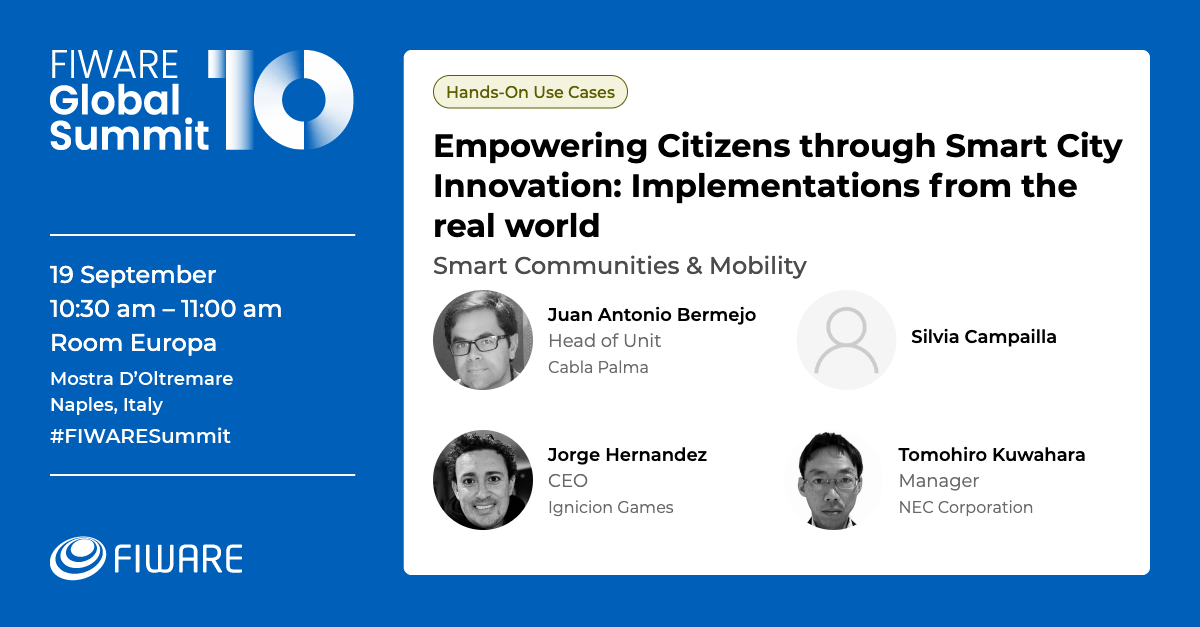 FIWARE
Global
Summit
10
19 September
10:30 am – 11:00 am
Room Europa
Mostra D'Oltremare
Naples, Italy
#FIWARESummit
FIWARE
Hands-On Use Cases
Empowering Citizens through Smart City
Innovation: Implementations from the
real world
Smart Communities & Mobility
Juan Antonio Bermejo
Head of Unit
Cabla Palma
Silvia Campailla
Jorge Hernandez
CEO
Ignicion Games
Tomohiro Kuwahara
Manager
NEC Corporation